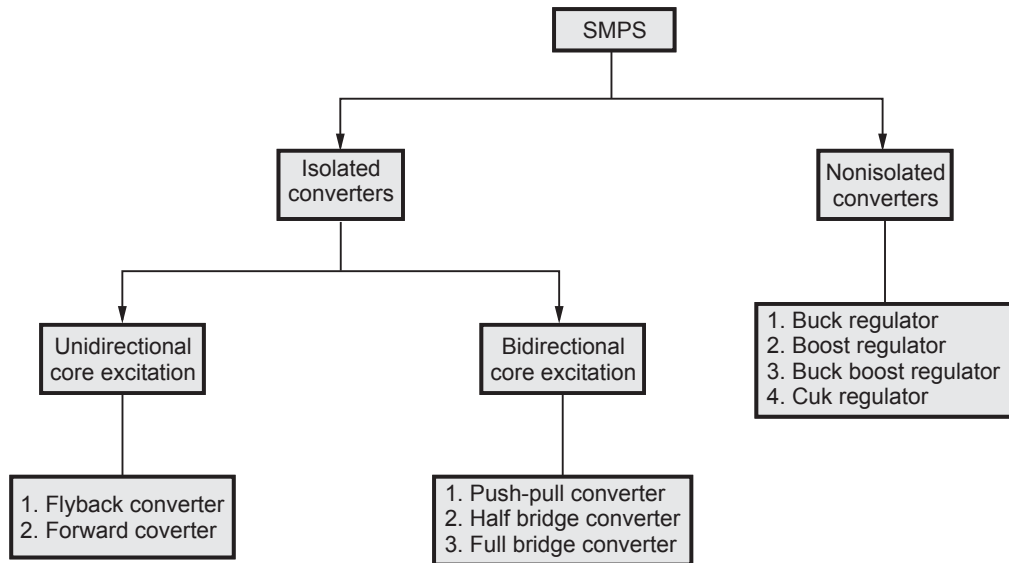 SMPS
Isolated
converters
Nonisolated
converters
Unidirectional
core excitation
Bidirectional
core excitation
1. Buck regulator
2. Boost regulator
3. Buck boost regulator
4. Cuk regulator
1. Flyback converter
2. Forward coverter
1. Push-pull converter
2. Half bridge converter
3. Full bridge converter